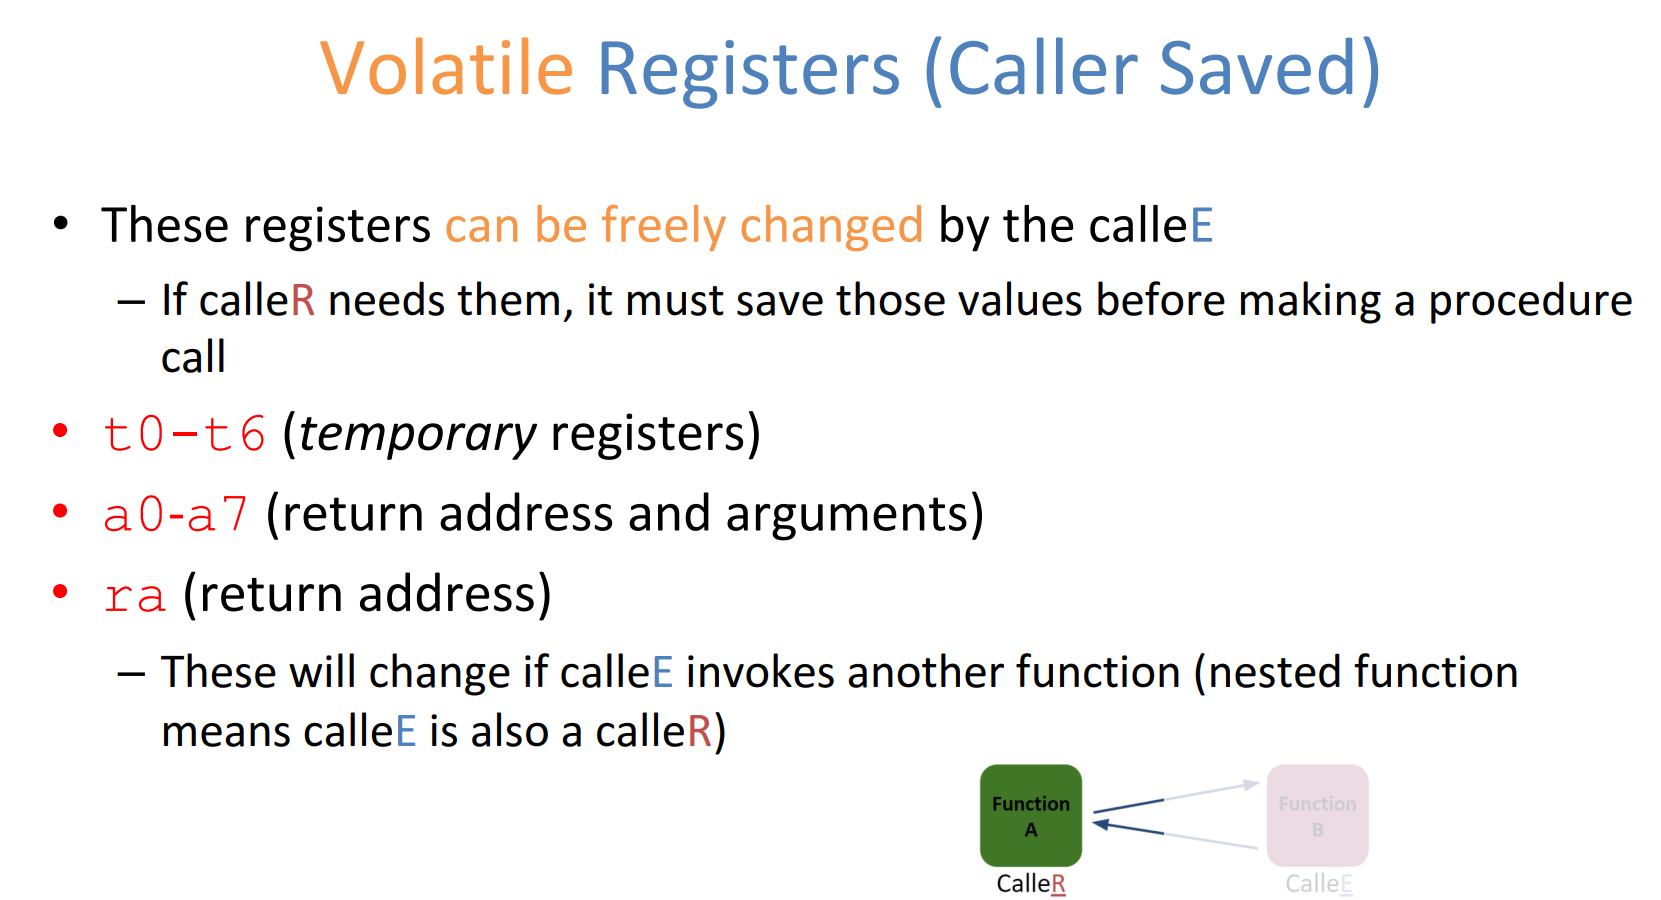 Volatile Registers (Caller Saved)
• These registers can be freely changed by the calleE
– If calleR needs them, it must save those values before making a procedure
call
• t0–t6 (temporary registers)
• a0-a7 (return address and arguments)
• ra (return address)
– These will change if calleE invokes another function (nested function
means calleE is also a calleR)
Function
A
CalleR
Function
B
CalleE